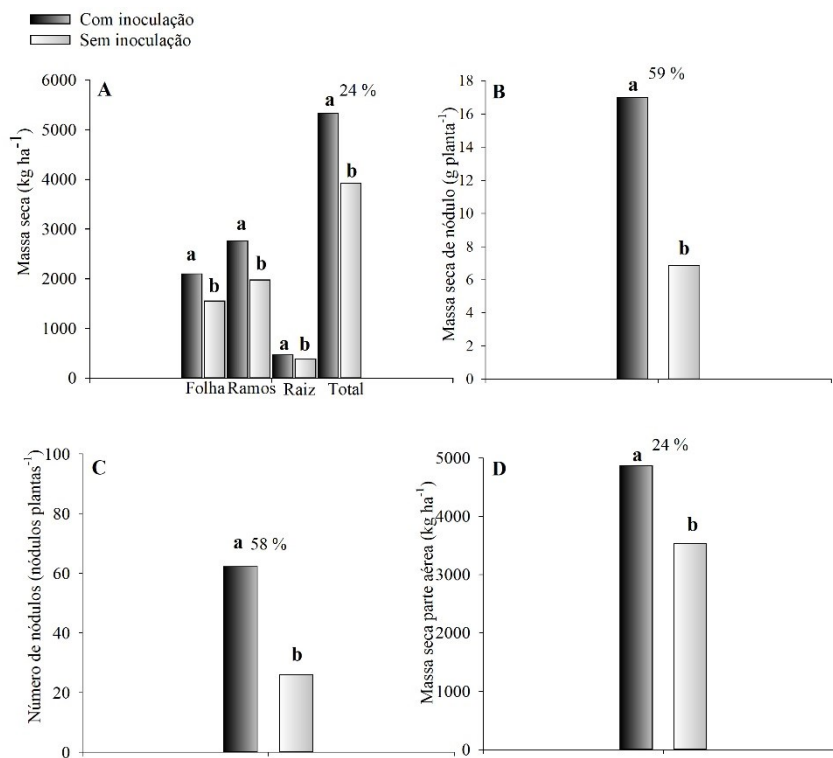 Com inoculação
Sem inoculação
A
Massa seca (kg ha⁻¹)
6000
5000
4000
3000
2000
1000
0
a
b
a
b
a
b
a 24 %
b
Folha Ramos Raiz Total
B
Massa seca de nódulo (g planta⁻¹)
18
16
14
12
10
8
6
4
2
0
a 59 %
b
C
Número de nódulos (nódulos plantas⁻¹)
100
80
60
40
20
0
a 58 %
b
D
Massa seca parte aérea (kg ha⁻¹)
5000
4000
3000
2000
1000
0
a 24 %
b